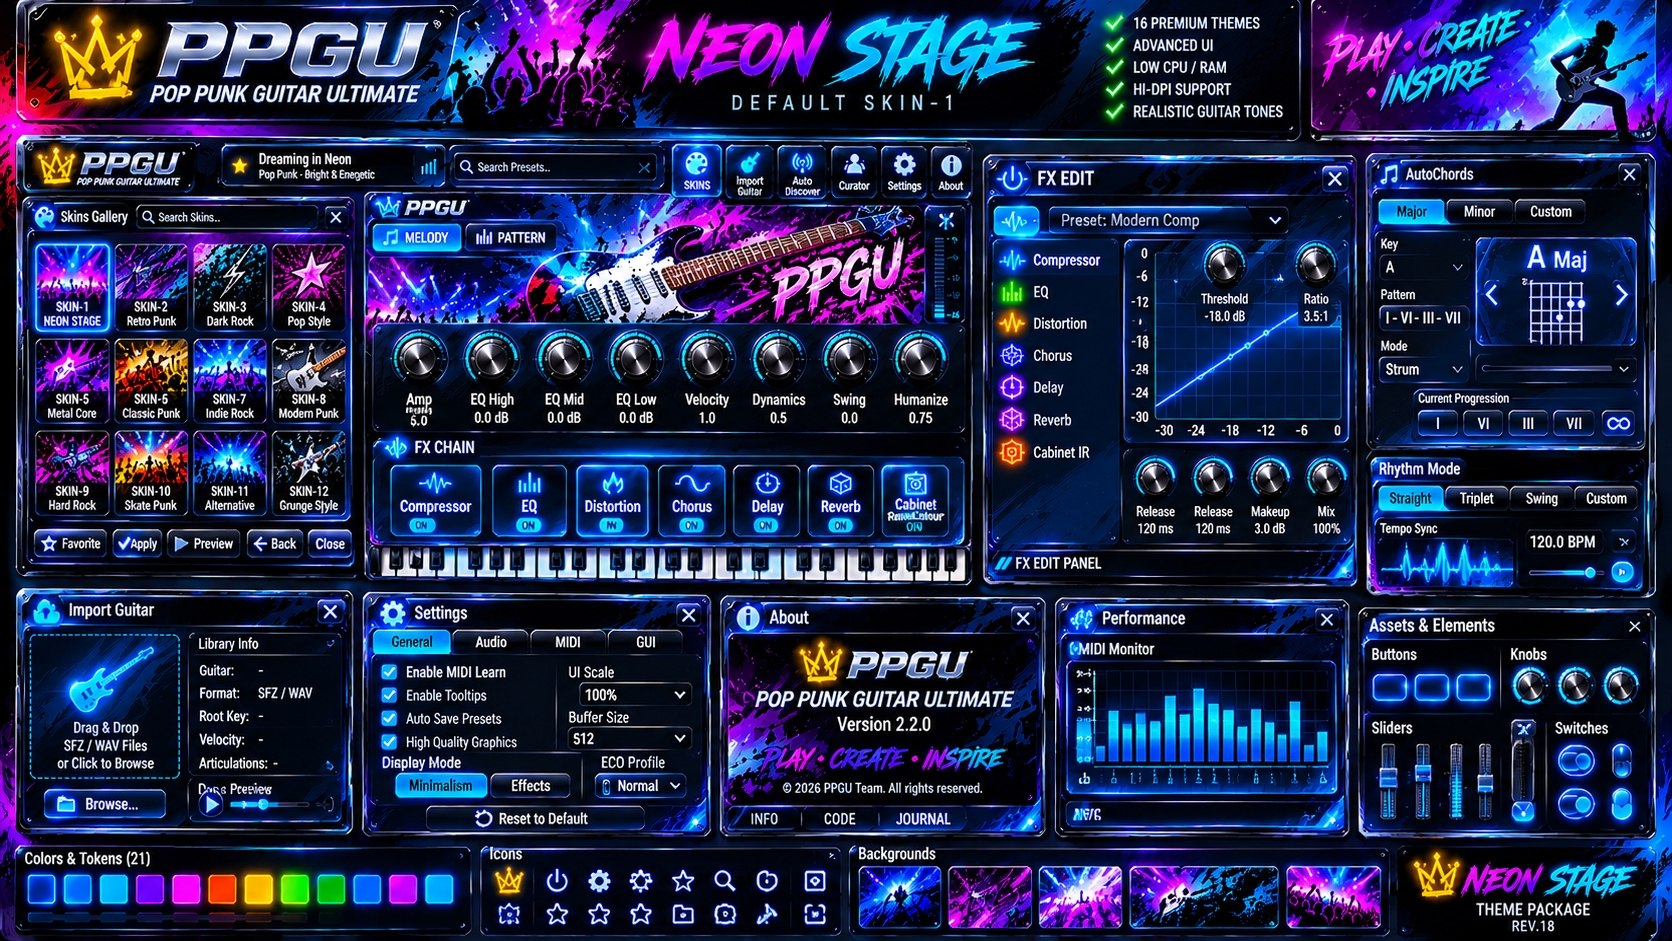 PPGU
POP PUNK GUITAR ULTIMATE
NEON STAGE
DEFAULT SKIN-1
16 PREMIUM THEMES
ADVANCED UI
LOW CPU / RAM
HI-DPI SUPPORT
REALISTIC GUITAR TONES
PLAY • CREATE
• INSPIRE
PPGU
POP PUNK GUITAR ULTIMATE
Dreaming in Neon
Pop Punk - Bright & Energetic
Search Presets..
SKINS
Import Guitar
Auto Discover
Curator
Settings
About
Skins Gallery
Search Skins..
SKIN-1
NEON STAGE
SKIN-2
Retro Punk
SKIN-3
Dark Rock
SKIN-4
Pop Style
SKIN-5
Metal Core
SKIN-6
Classic Punk
SKIN-7
Indie Rock
SKIN-8
Modern Punk
SKIN-9
Hard Rock
SKIN-10
Skate Punk
SKIN-11
Alternative
SKIN-12
Grunge Style
Favorite
Apply
Preview
Back
Close
PPGU
MELODY
PATTERN
PPGU
Amp
5.0
EQ High
0.0 dB
EQ Mid
0.0 dB
EQ Low
0.0 dB
Velocity
1.0
Dynamics
0.5
Swing
0.0
Humanize
0.75
FX CHAIN
Compressor
ON
EQ
ON
Distortion
Chorus
ON
Delay
ON
Reverb
ON
Cabinet
ON
FX EDIT
Preset: Modern Comp
Compressor
EQ
Distortion
Chorus
Delay
Reverb
Cabinet IR
0
-6
-12
-18
-28
-24
-30
-30 -24 -18 -12 -6 0
Threshold
-18.0 dB
Ratio
3.5:1
Release
120 ms
Release
120 ms
Makeup
3.0 dB
Mix
100%
FX EDIT PANEL
AutoChords
Major
Minor
Custom
Key
A
Pattern
I - VI - III - VII
Mode
Strum
A Maj
Current Progression
I
VI
III
VII
Rhythm Mode
Straight
Triplet
Swing
Custom
Tempo Sync
120.0 BPM
Import Guitar
Drag & Drop
SFZ / WAV Files
or Click to Browse
Browse...
Library Info
Guitar: -
Format: SFZ / WAV
Root Key: -
Velocity: -
Articulations: -
Preview
Settings
General
Audio
MIDI
GUI
Enable MIDI Learn
Enable Tooltips
Auto Save Presets
High Quality Graphics
UI Scale
100%
Buffer Size
512
Display Mode
Minimalism
Effects
ECO Profile
Normal
Reset to Default
About
PPGU
POP PUNK GUITAR ULTIMATE
Version 2.2.0
PLAY • CREATE • INSPIRE
© 2026 PPGU Team. All rights reserved.
INFO
CODE
JOURNAL
Performance
MIDI Monitor
Assets & Elements
Buttons
Knobs
Sliders
Switches
Colors & Tokens (21)
Icons
Backgrounds
NEON STAGE
THEME PACKAGE
REV.18